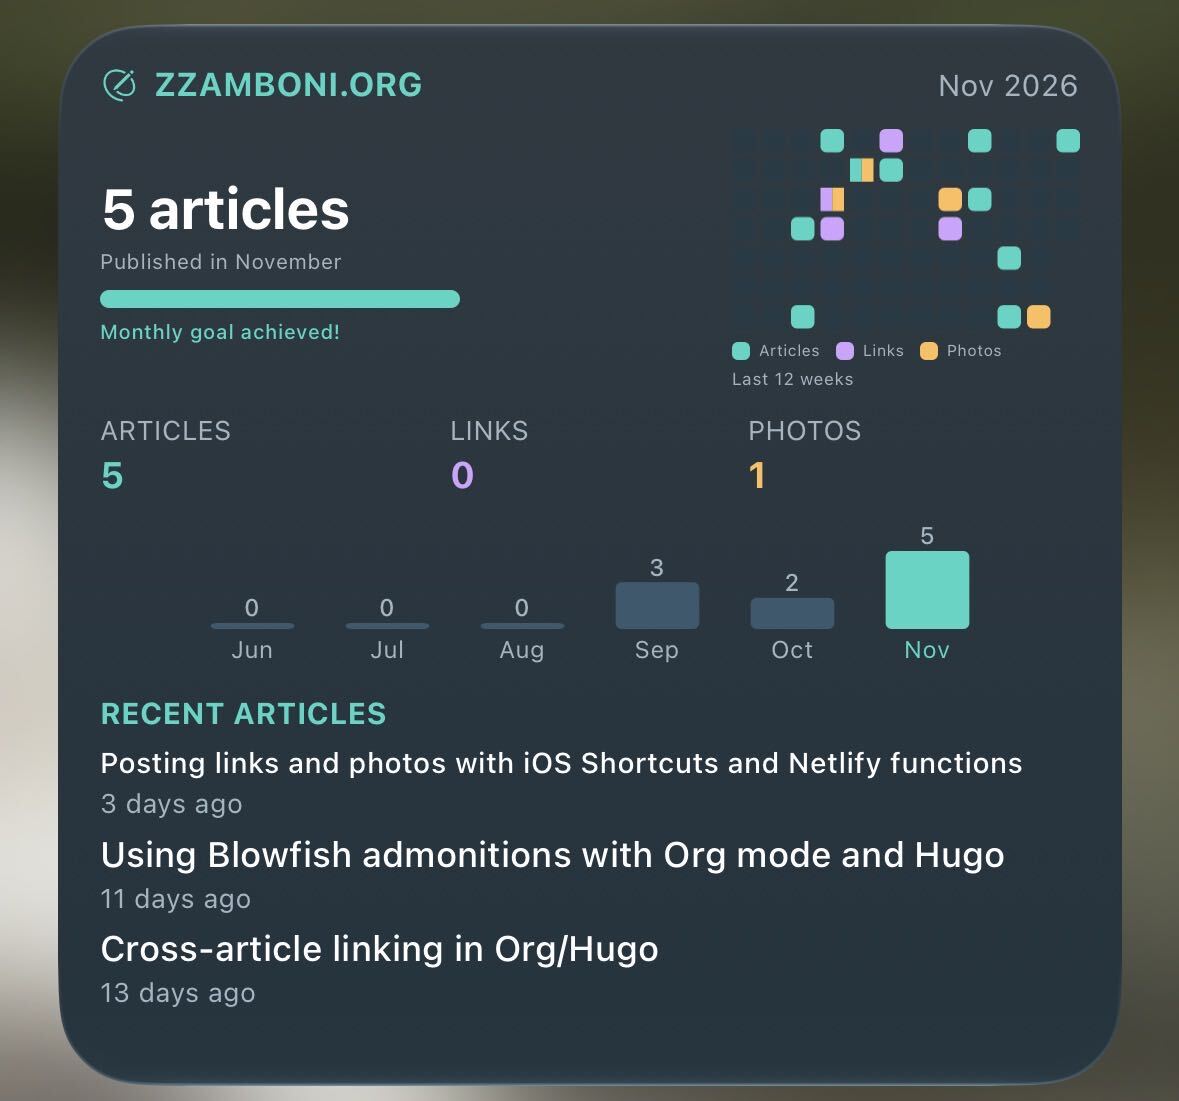 ZZAMBONI.ORG
Nov 2026
5 articles
Published in November
Monthly goal achieved!
Articles Links Photos
Last 12 weeks
ARTICLES LINKS PHOTOS
5 0 1
0 0 0 3 2 5
Jun Jul Aug Sep Oct Nov
RECENT ARTICLES
Posting links and photos with iOS Shortcuts and Netlify functions
3 days ago
Using Blowfish admonitions with Org mode and Hugo
11 days ago
Cross-article linking in Org/Hugo
13 days ago